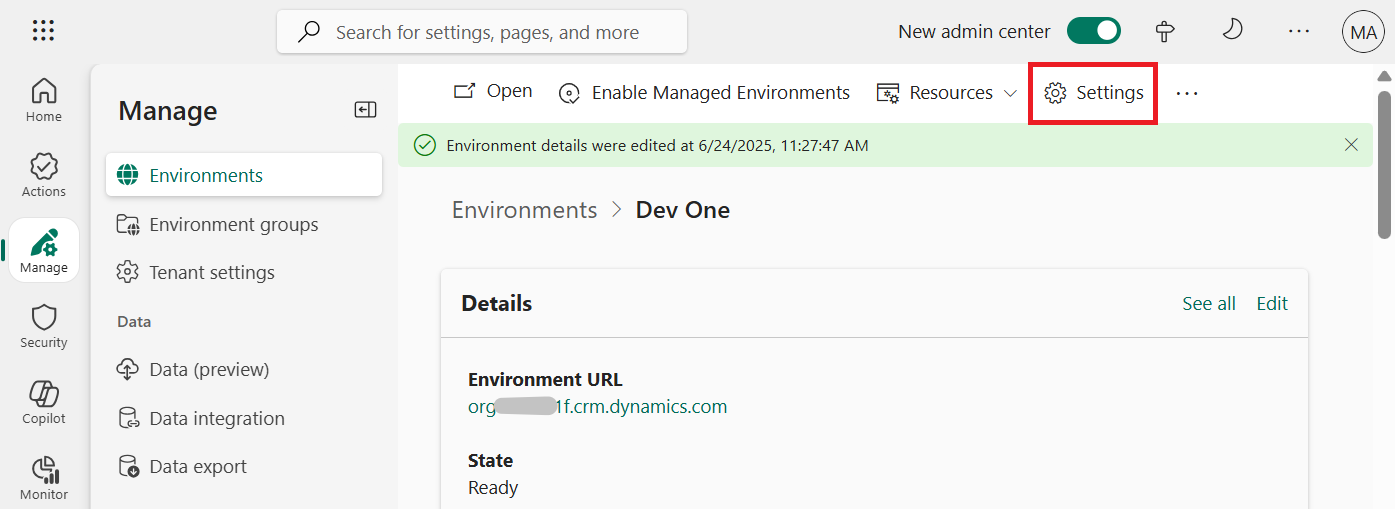 Search for settings, pages, and more
New admin center
MA
Home
Actions
Manage
Security
Copilot
Monitor
Manage
Environments
Environment groups
Tenant settings
Data
Data (preview)
Data integration
Data export
Open
Enable Managed Environments
Resources
Settings
Environment details were edited at 6/24/2025, 11:27:47 AM
Environments > Dev One
Details
See all
Edit
Environment URL
org 1f.crm.dynamics.com
State
Ready